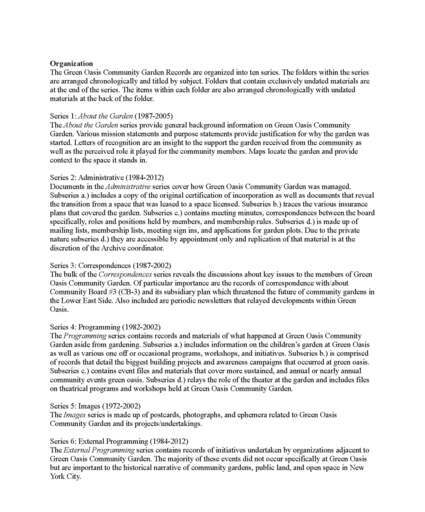 Organization
The Green Oasis Community Garden Records are organized into ten series. The folders within the series
are arranged chronologically and titled by subject. Folders that contain exclusively undated materials are
at the end of the series. The items within each folder are also arranged chronologically with undated
materials at the back of the folder.
Series 1: About the Garden (1987-2005)
The About the Garden series provide general background information on Green Oasis Community
Garden. Various mission statements and purpose statements provide justification for why the garden was
started. Letters of recognition are an insight to the support the garden received from the community as
well as the perceived role it played for the community members. Maps locate the garden and provide
context to the space it stands in.
Series 2: Administrative (1984-2012)
Documents in the Administrative series cover how Green Oasis Community Garden was managed.
Subseries a.) includes a copy of the original certification of incorporation as well as documents that reveal
the transition from a space that was leased to a space licensed. Subseries b.) traces the various insurance
plans that covered the garden. Subseries c.) contains meeting minutes, correspondences between the board
specifically, roles and positions held by members, and membership rules. Subseries d.) is made up of
mailing lists, membership lists, meeting sign ins, and applications for garden plots. Due to the private
nature subseries d.) they are accessible by appointment only and replication of that material is at the
discretion of the Archive coordinator.
Series 3: Correspondences (1987-2002)
The bulk of the Correspondences series reveals the discussions about key issues to the members of Green
Oasis Community Garden. Of particular importance are the records of correspondence with/about
Community Board #3 (CB-3) and its subsidiary plan which threatened the future of community gardens in
the Lower East Side. Also included are periodic newsletters that relayed developments within Green
Oasis.
Series 4: Programming (1982-2002)
The Programming series contains records and materials of what happened at Green Oasis Community
Garden aside from gardening. Subseries a.) includes information on the children's garden at Green Oasis
as well as various one off or occasional programs, workshops, and initiatives. Subseries b.) is comprised
of records that detail the biggest building projects and awareness campaigns that occurred at green oasis.
Subseries c.) contains event files and materials that cover more sustained, and annual or nearly annual
community events green oasis. Subseries d.) relays the role of the theater at the garden and includes files
on theatrical programs and workshops held at Green Oasis Community Garden.
Series 5: Images (1972-2002)
The Images series is made up of postcards, photographs, and ephemera related to Green Oasis
Community Garden and its projects/undertakings.
Series 6: External Programming (1984-2012)
The External Programming series contains records of initiatives undertaken by organizations adjacent to
Green Oasis Community Garden. The majority of these events did not occur specifically at Green Oasis
but are important to the historical narrative of community gardens, public land, and open space in New
York City.